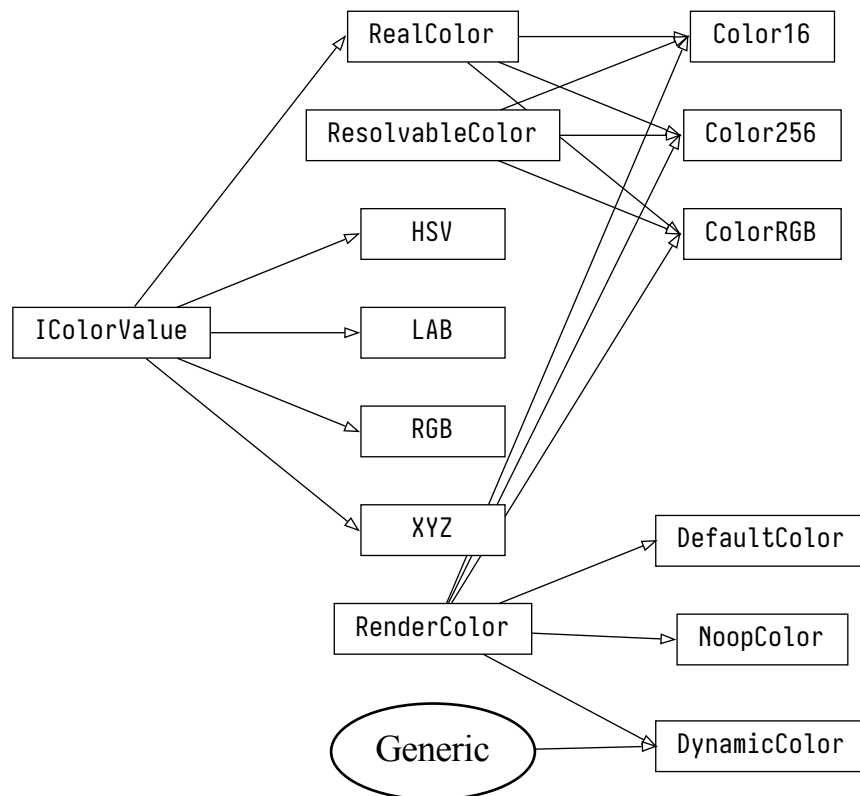 RealColor
Color16
ResolvableColor
Color256
HSV
ColorRGB
IColorValue
LAB
RGB
XYZ
DefaultColor
RenderColor
NoopColor
Generic
DynamicColor